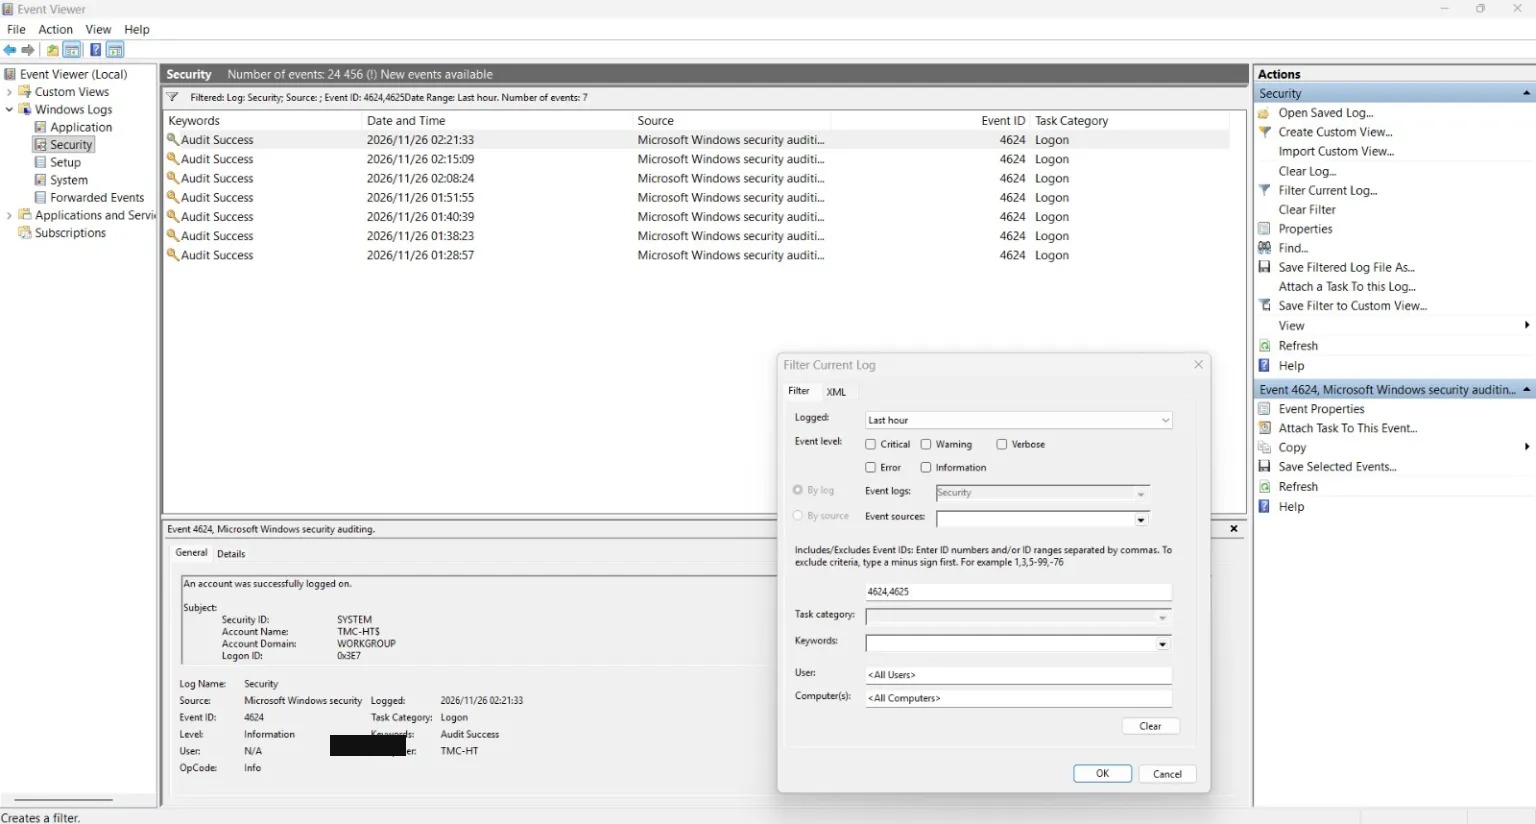 Event Viewer
File Action View Help
Event Viewer (Local)
Custom Views
Windows Logs
Application
Security
Setup
System
Forwarded Events
Applications and Servi
Subscriptions
Security Number of events: 24 456 (!) New events available
Filtered: Log: Security; Source: ; Event ID: 4624,4625Date Range: Last hour. Number of events: 7
Keywords Date and Time Source Event ID Task Category
Audit Success 2026/11/26 02:21:33 Microsoft Windows security auditi... 4624 Logon
Audit Success 2026/11/26 02:15:09 Microsoft Windows security auditi... 4624 Logon
Audit Success 2026/11/26 02:08:24 Microsoft Windows security auditi... 4624 Logon
Audit Success 2026/11/26 01:51:55 Microsoft Windows security auditi... 4624 Logon
Audit Success 2026/11/26 01:40:39 Microsoft Windows security auditi... 4624 Logon
Audit Success 2026/11/26 01:38:23 Microsoft Windows security auditi... 4624 Logon
Audit Success 2026/11/26 01:28:57 Microsoft Windows security auditi... 4624 Logon
Event 4624, Microsoft Windows security auditing.
General Details
An account was successfully logged on.
Subject:
Security ID: SYSTEM
Account Name: TMC-HT$
Account Domain: WORKGROUP
Logon ID: 0x3E7
Log Name: Security
Source: Microsoft Windows security Logged: 2026/11/26 02:21:33
Event ID: 4624 Task Category: Logon
Level: Information Keywords: Audit Success
User: N/A er: TMC-HT
OpCode: Info
Filter Current Log
Filter XML
Logged: Last hour
Event level: Critical Warning Verbose
Error Information
By log Event logs: Security
By source Event sources:
Includes/Excludes Event IDs: Enter ID numbers and/or ID ranges separated by commas. To
exclude criteria, type a minus sign first. For example 1,3,5-99,-76
4624,4625
Task category:
Keywords:
User: <All Users>
Computer(s): <All Computers>
Clear
OK Cancel
Actions
Security
Open Saved Log...
Create Custom View...
Import Custom View...
Clear Log...
Filter Current Log...
Clear Filter
Properties
Find...
Save Filtered Log File As...
Attach a Task To this Log...
Save Filter to Custom View...
View
Refresh
Help
Event 4624, Microsoft Windows security auditin...
Event Properties
Attach Task To This Event...
Copy
Save Selected Events...
Refresh
Help
Creates a filter.